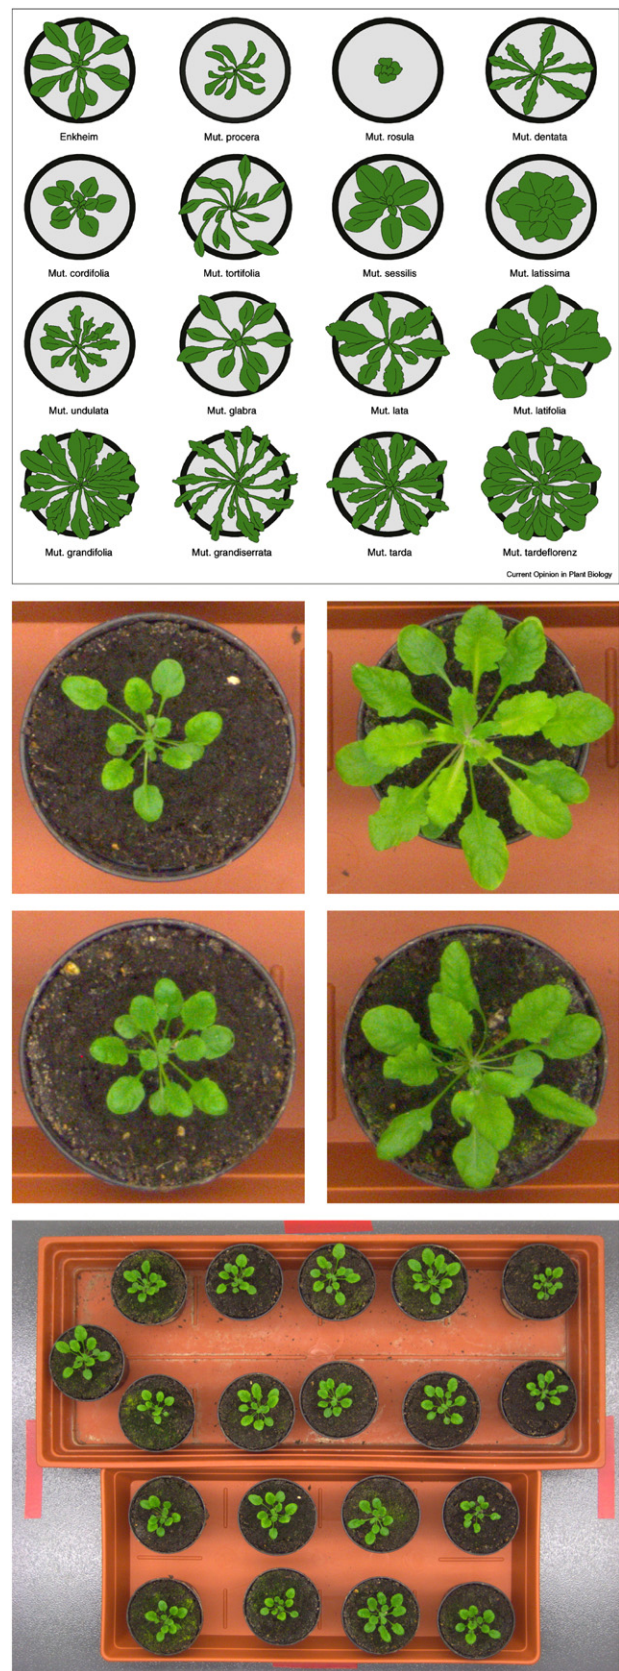 Enkheim
Mut. procera
Mut. rosula
Mut. dentata
Mut. cordifolia
Mut. tortifolia
Mut. sessilis
Mut. latissima
Mut. undulata
Mut. glabra
Mut. lata
Mut. latifolia
Mut. grandifolia
Mut. grandiserrata
Mut. tarda
Mut. tardeflorenz
Current Opinion in Plant Biology